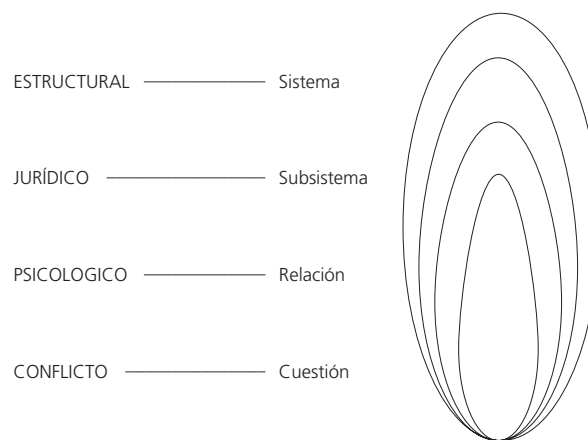 ESTRUCTURAL Sistema
JURÍDICO Subsistema
PSICOLOGICO Relación
CONFLICTO Cuestión